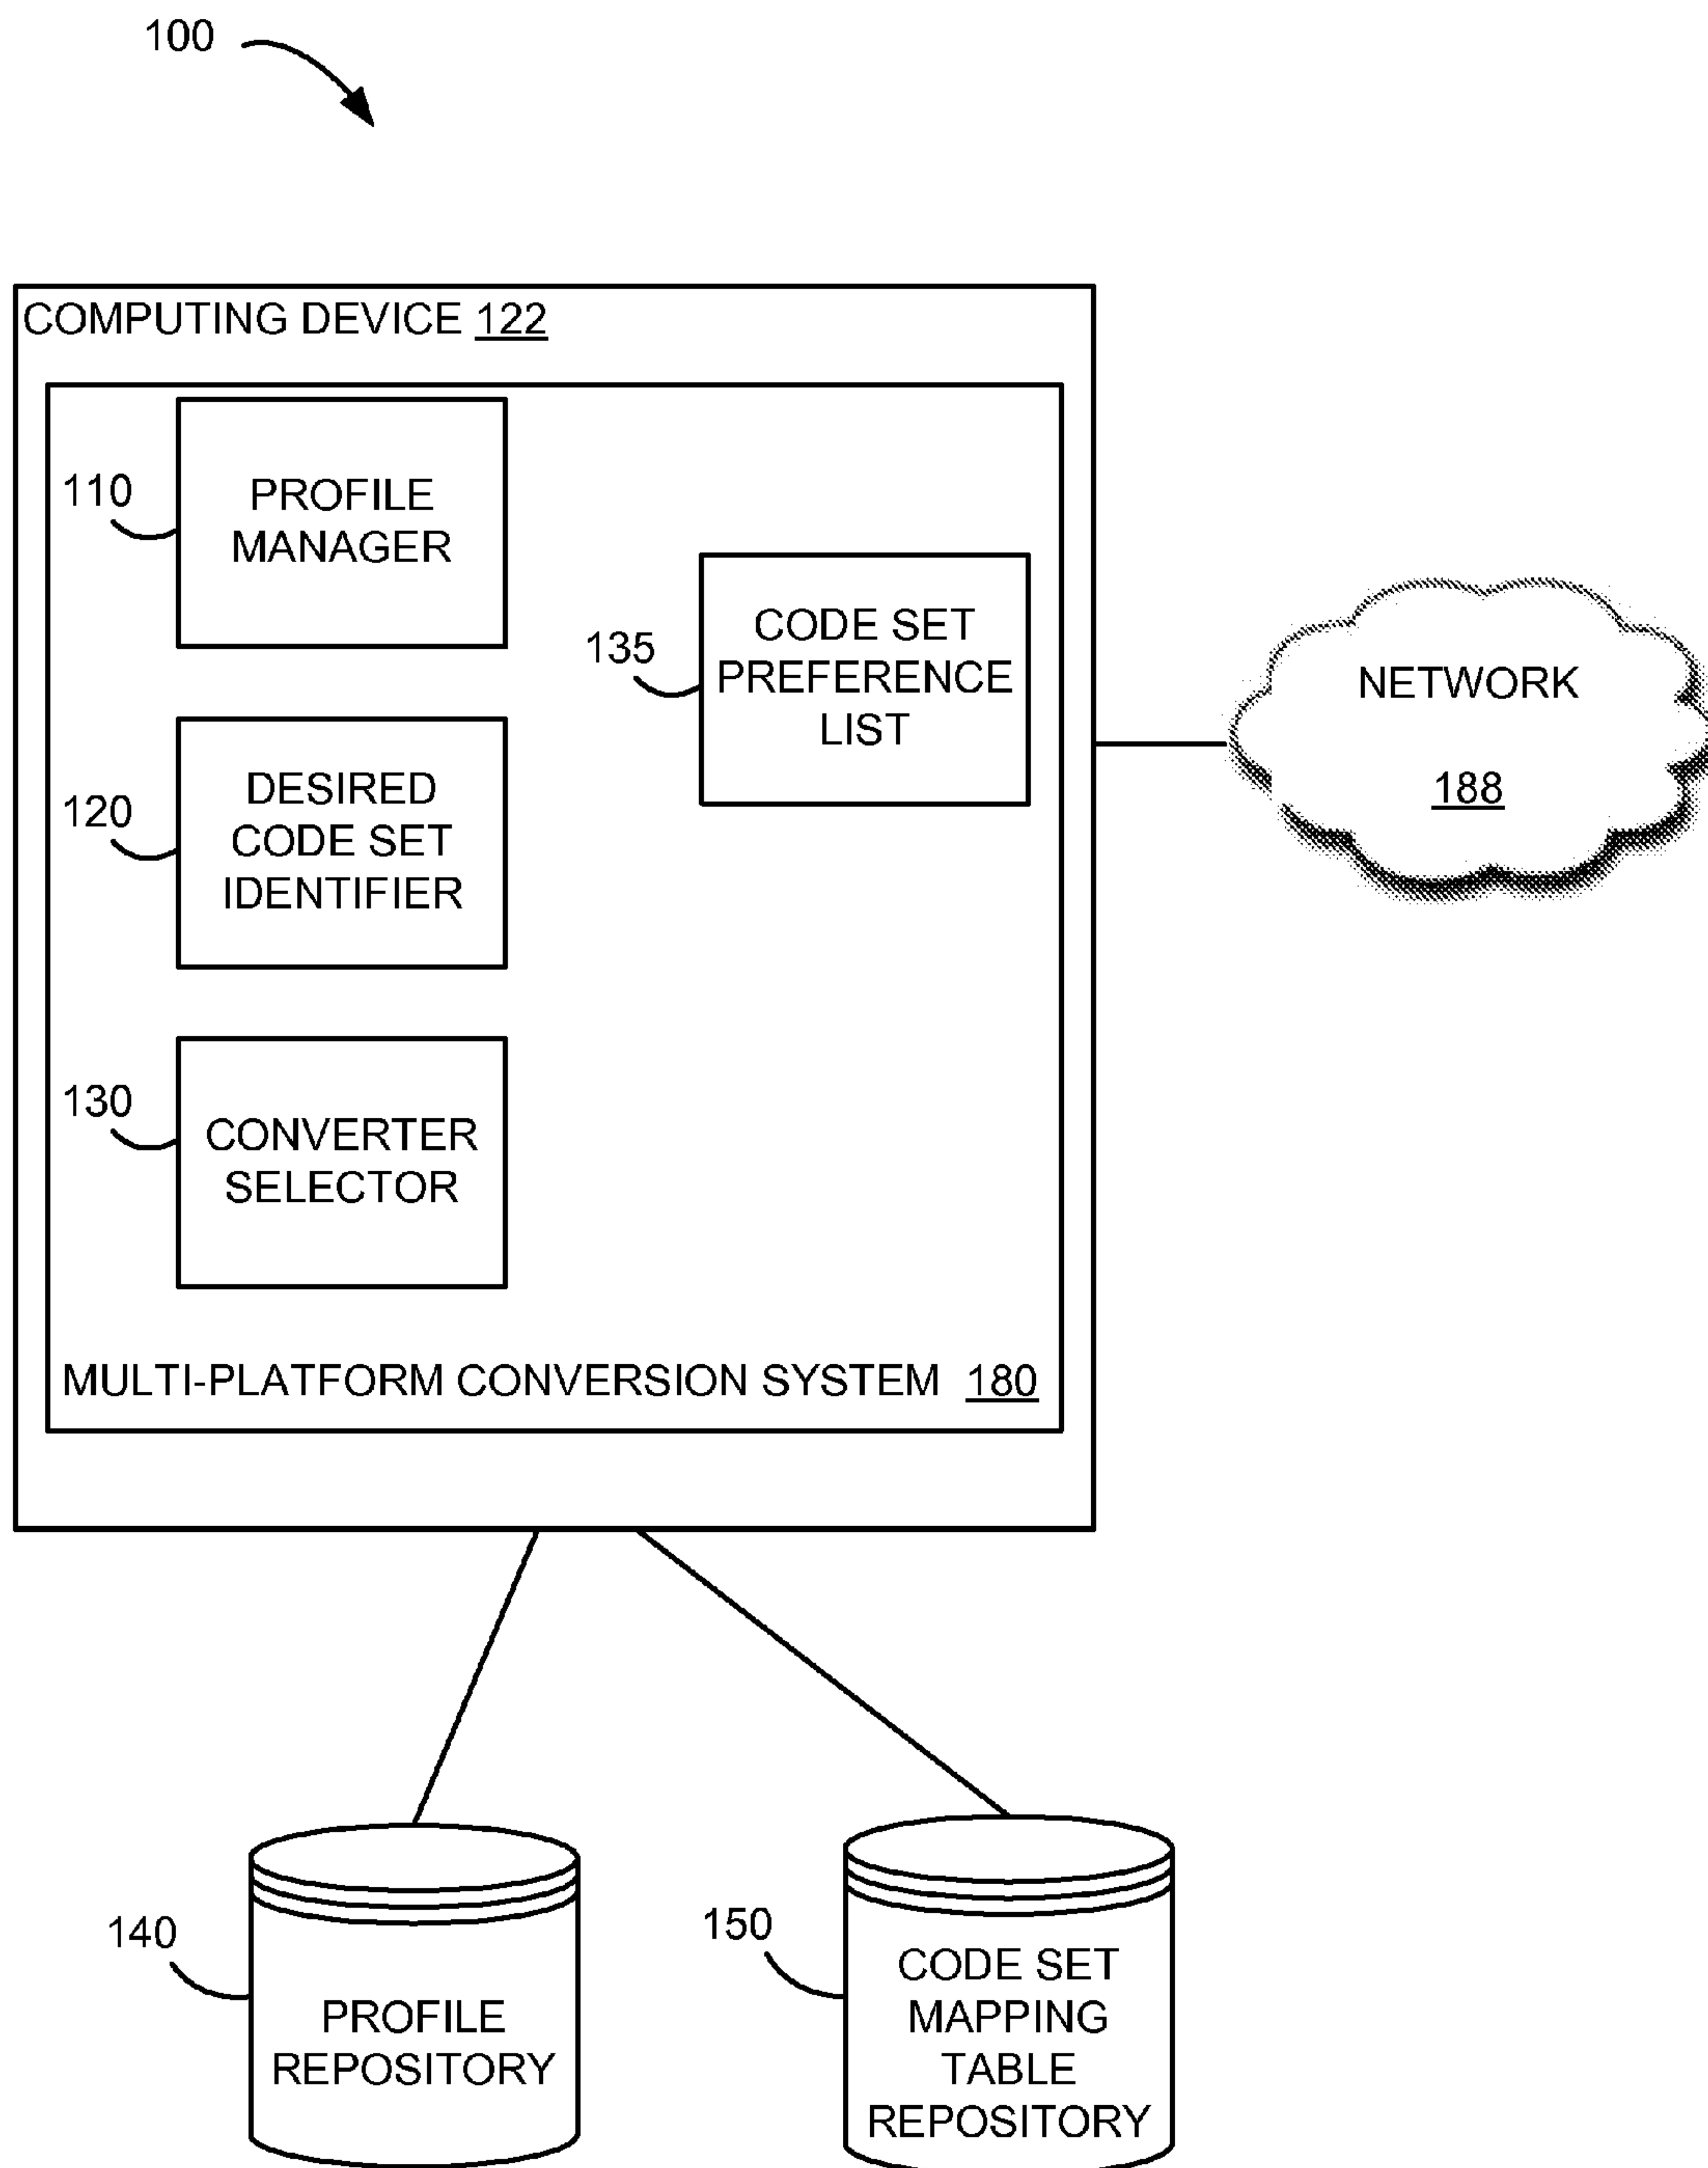 100
COMPUTING DEVICE 122
110
PROFILE
MANAGER
135
CODE SET
PREFERENCE
LIST
NETWORK
188
120
DESIRED
CODE SET
IDENTIFIER
130
CONVERTER
SELECTOR
MULTI-PLATFORM CONVERSION SYSTEM 180
140
PROFILE
REPOSITORY
150
CODE SET
MAPPING
TABLE
REPOSITORY